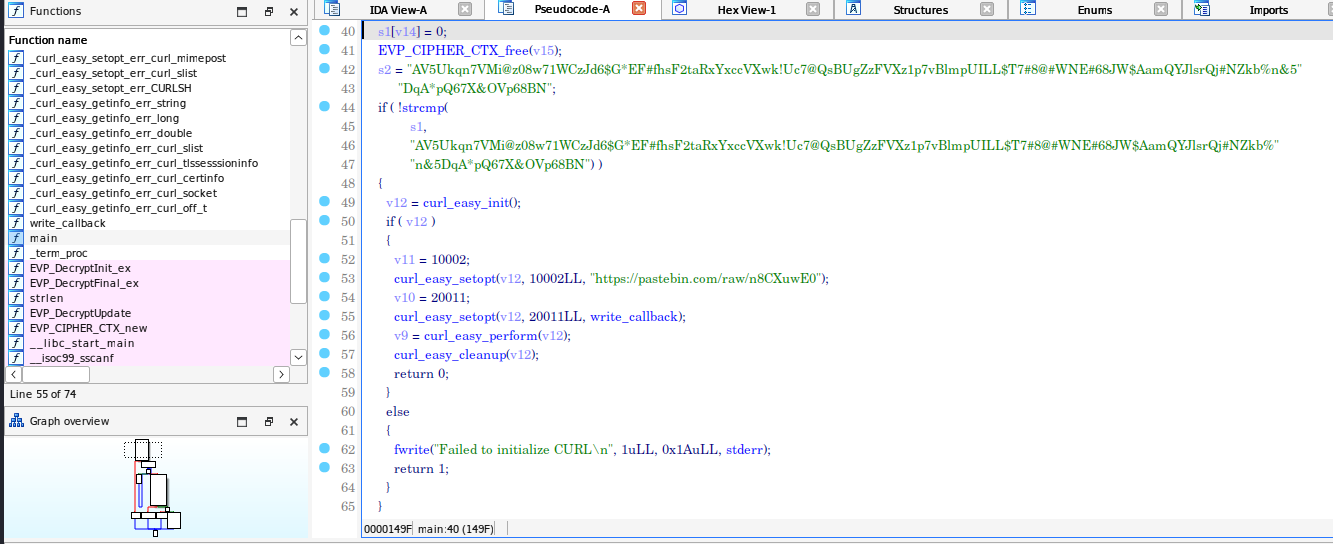 Functions
IDA View-A
Pseudocode-A
Hex View-1
Structures
Enums
Imports
Function name
_curl_easy_setopt_err_curl_mimepost
_curl_easy_setopt_err_curl_slist
_curl_easy_setopt_err_CURLSH
_curl_easy_getinfo_err_string
_curl_easy_getinfo_err_long
_curl_easy_getinfo_err_double
_curl_easy_getinfo_err_curl_slist
_curl_easy_getinfo_err_curl_tlssesssioninfo
_curl_easy_getinfo_err_curl_certinfo
_curl_easy_getinfo_err_curl_socket
_curl_easy_getinfo_err_curl_off_t
write_callback
main
_term_proc
EVP_DecryptInit_ex
EVP_DecryptFinal_ex
strlen
EVP_DecryptUpdate
EVP_CIPHER_CTX_new
__libc_start_main
__isoc99_sscanf
Line 55 of 74
Graph overview
40 s1[v14] = 0;
41 EVP_CIPHER_CTX_free(v15);
42 s2 = "AV5Ukqn7VMi@z08w71WCzJd6$G*EF#fhsF2taRxYxccVXwk!Uc7@QsBUgZzFVXz1p7vBlmpUILL$T7#8@#WNE#68JW$AamQYJlsrQj#NZkb%n&5"
43 "DqA*pQ67X&OVp68BN";
44 if ( !strcmp(
45 s1,
46 "AV5Ukqn7VMi@z08w71WCzJd6$G*EF#fhsF2taRxYxccVXwk!Uc7@QsBUgZzFVXz1p7vBlmpUILL$T7#8@#WNE#68JW$AamQYJlsrQj#NZkb%"
47 "n&5DqA*pQ67X&OVp68BN") )
48 {
49 v12 = curl_easy_init();
50 if ( v12 )
51 {
52 v11 = 10002;
53 curl_easy_setopt(v12, 10002LL, "https://pastebin.com/raw/n8CXuwE0");
54 v10 = 20011;
55 curl_easy_setopt(v12, 20011LL, write_callback);
56 v9 = curl_easy_perform(v12);
57 curl_easy_cleanup(v12);
58 return 0;
59 }
60 else
61 {
62 fwrite("Failed to initialize CURL\n", 1uLL, 0x1AuLL, stderr);
63 return 1;
64 }
65 }
0000149F main:40 (149F)